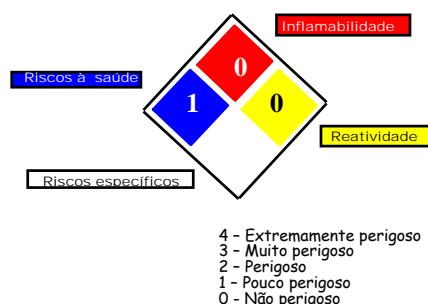 Inflamabilidade
0
Riscos à saúde
1
0
Reatividade
Riscos específicos
4 - Extremamente perigoso
3 - Muito perigoso
2 - Perigoso
1 - Pouco perigoso
0 - Não perigoso